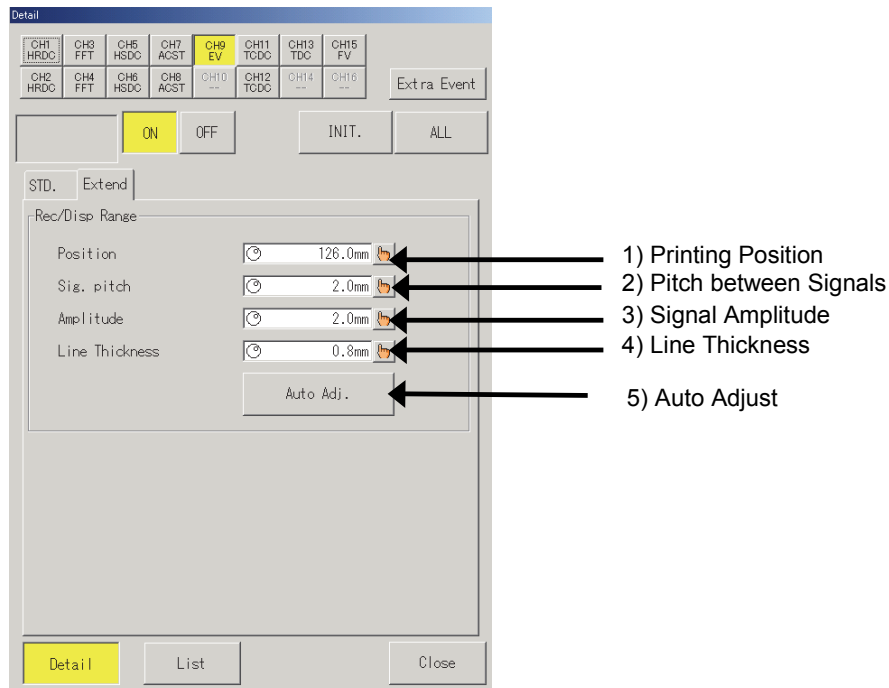 Detail
CH1 CH3 CH5 CH7 CH9 CH11 CH13 CH15
HRDC FFT HSDC ACST EV TCDC TDC FV
CH2 CH4 CH6 CH8 CH10 CH12 CH14 CH16
HRDC FFT HSDC ACST -- TCDC -- --
Extra Event
ON OFF INIT. ALL
STD. Extend
Rec/Disp Range
Position 126.0mm 1) Printing Position
Sig. pitch 2.0mm 2) Pitch between Signals
Amplitude 2.0mm 3) Signal Amplitude
Line Thickness 0.8mm 4) Line Thickness
Auto Adj. 5) Auto Adjust
Detail List Close